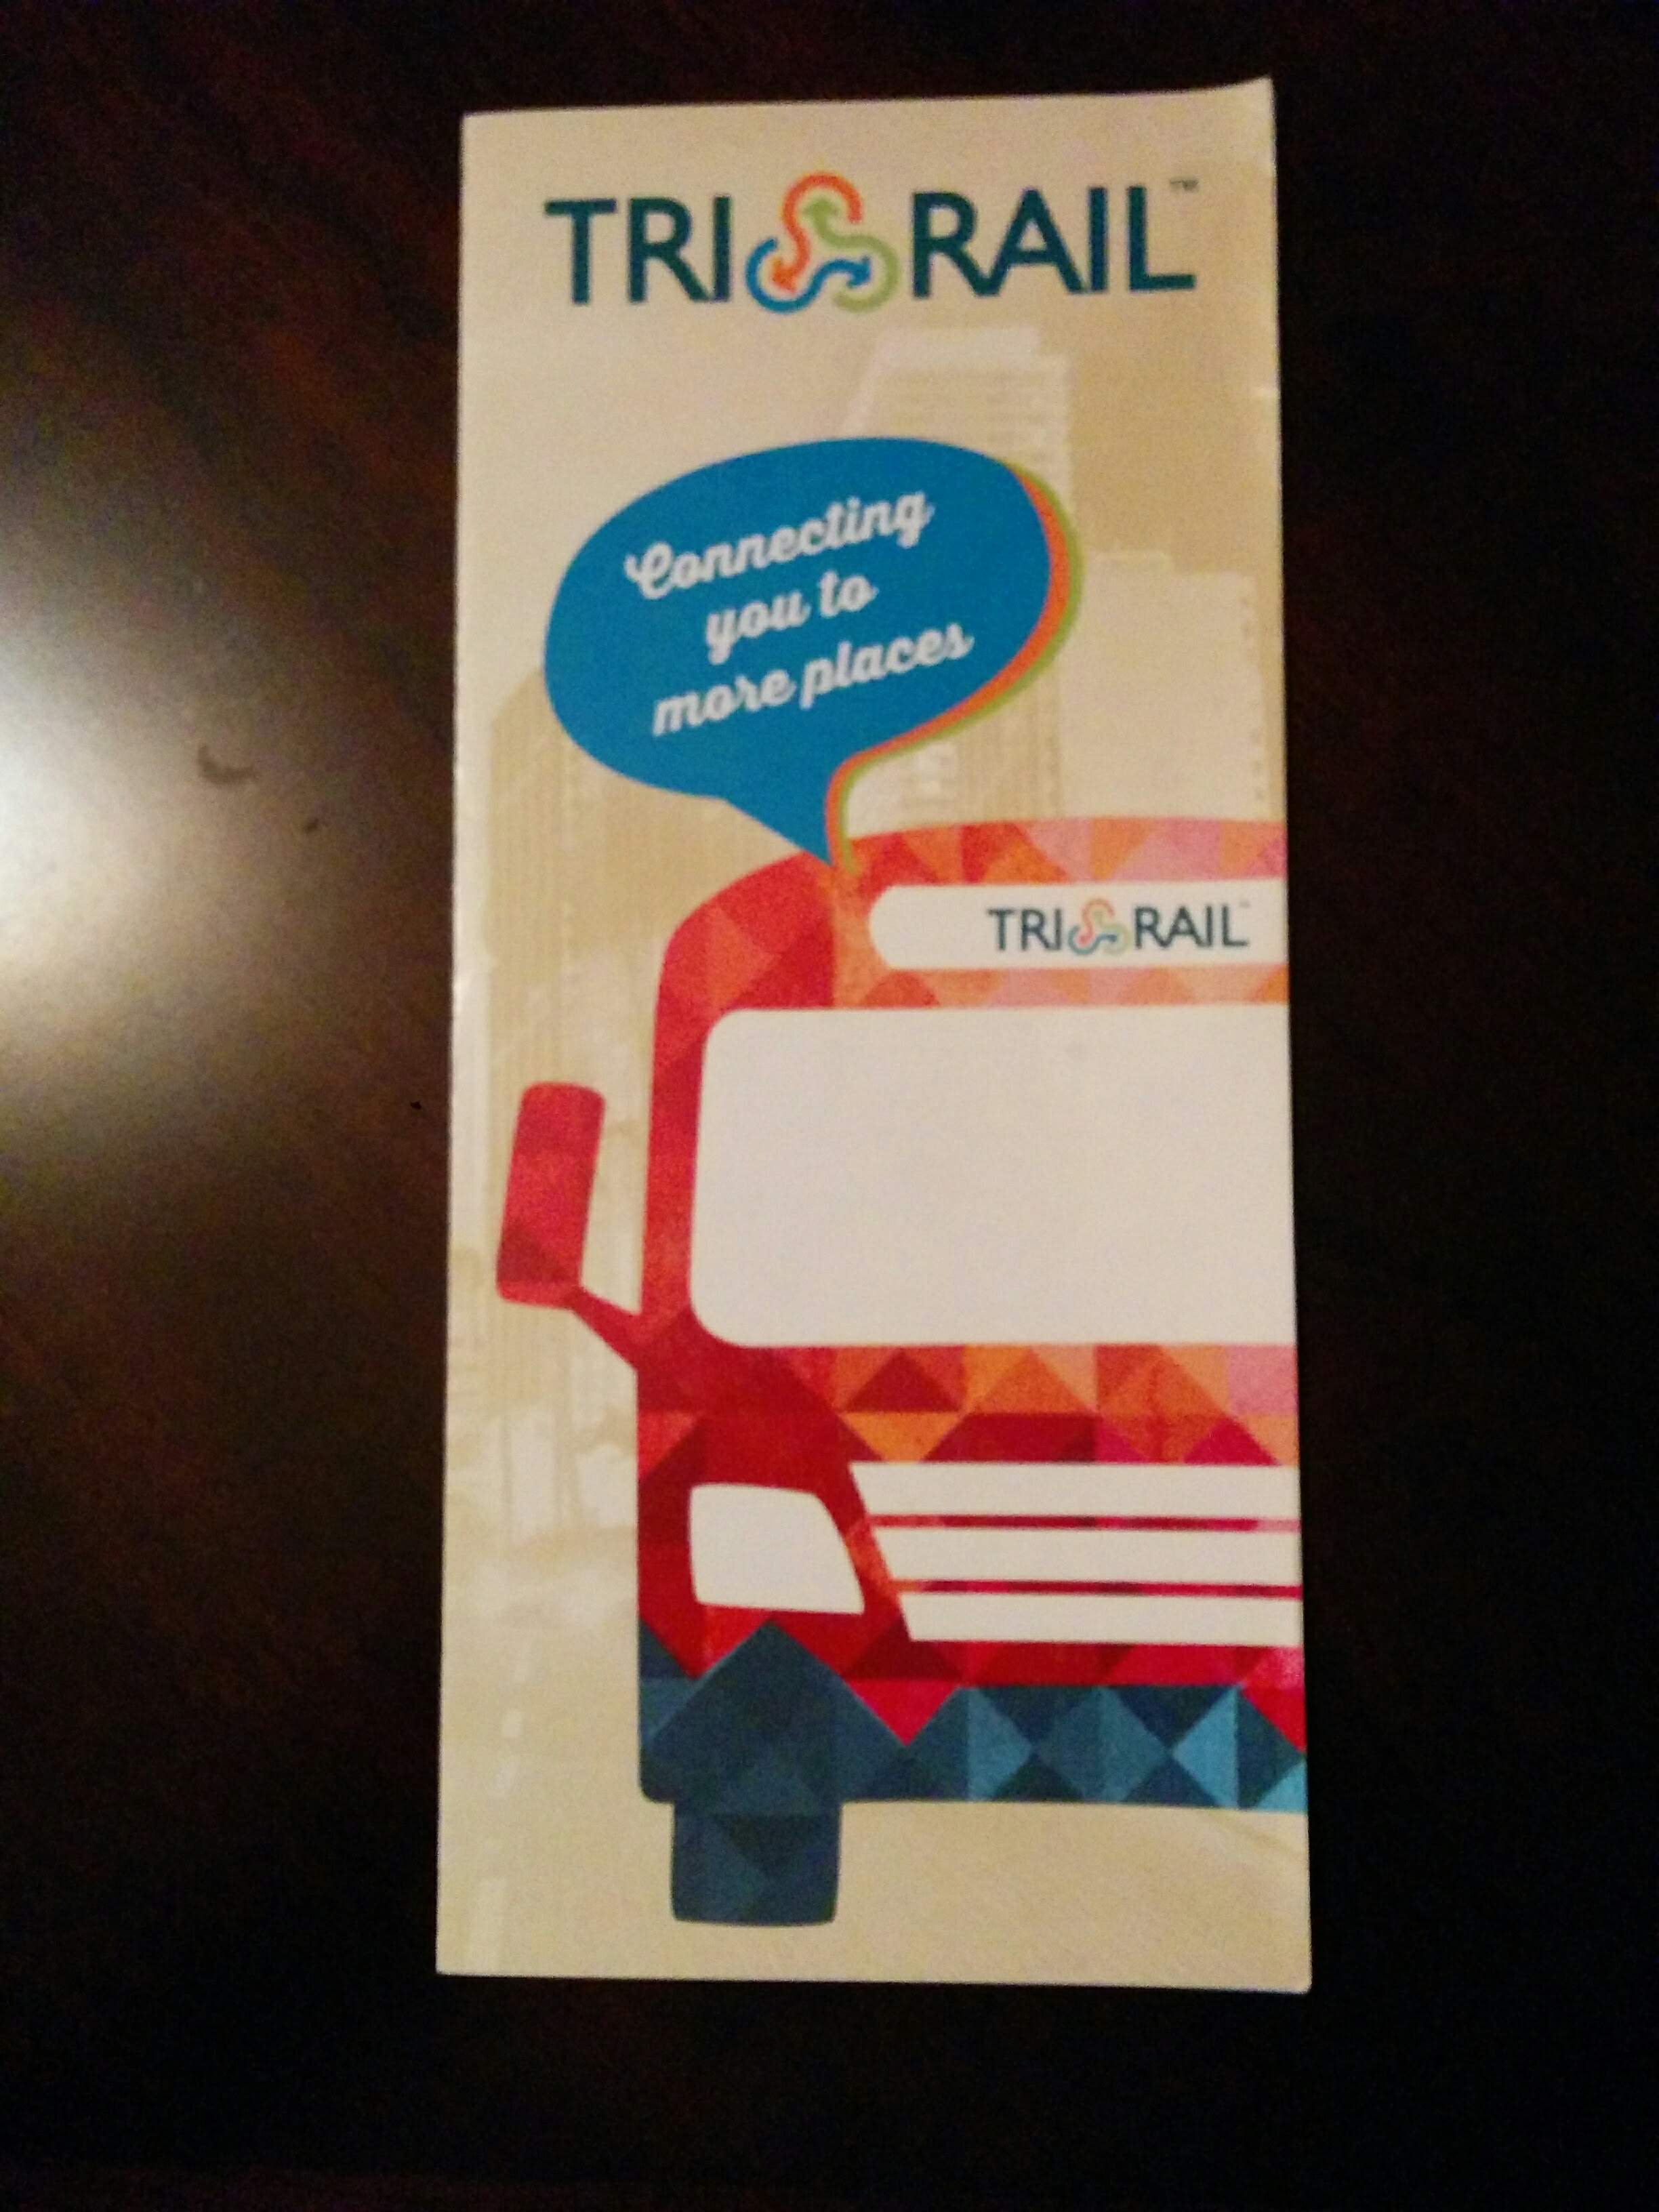 TRI RAIL™
Connecting
you to
more places
TRI RAIL™